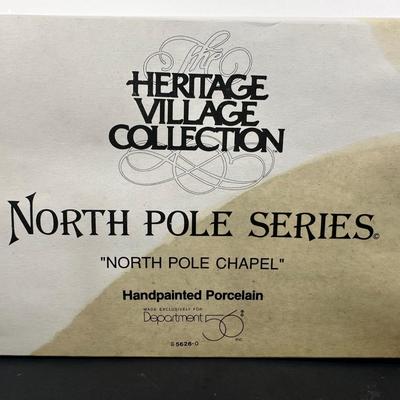 The
HERITAGE
VILLAGE
COLLECTION
NORTH POLE SERIES©
"NORTH POLE CHAPEL"
Handpainted Porcelain
MADE EXCLUSIVELY FOR
Department 56® INC.
5626-0